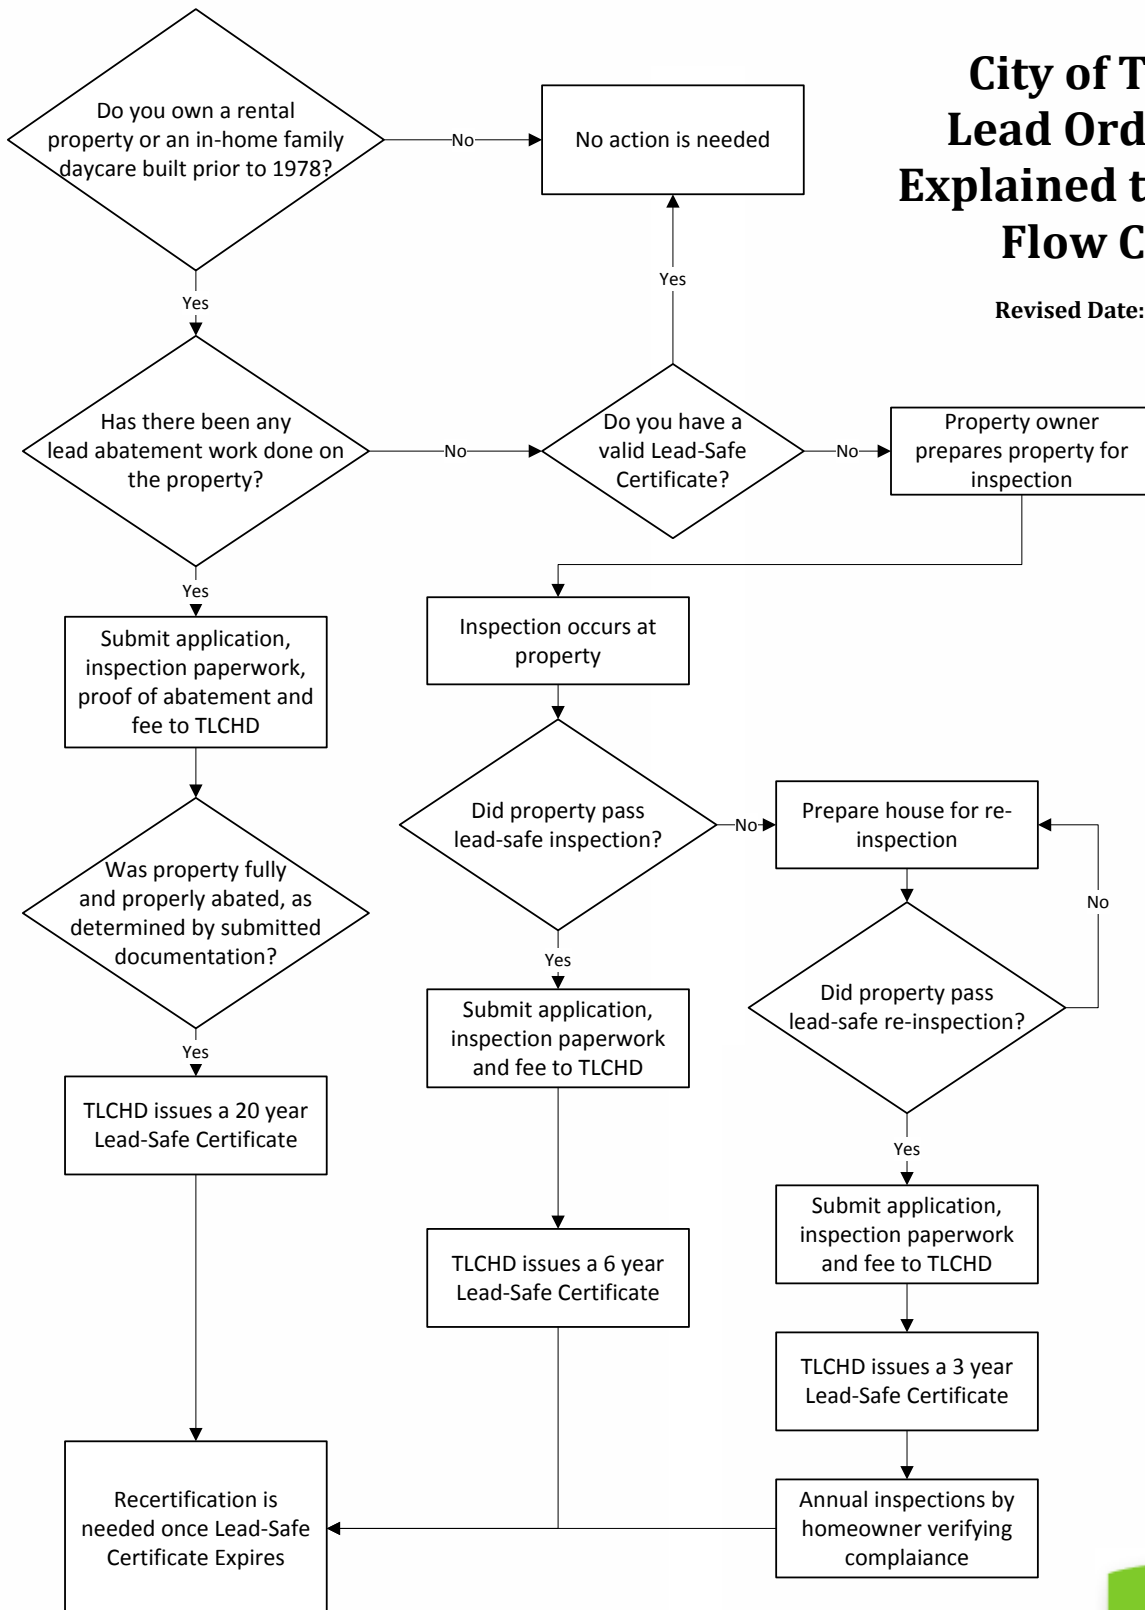 City of T
Lead Ord
Explained t
Flow C
Revised Date:
Do you own a rental
property or an in-home family
daycare built prior to 1978?
No
No action is needed
Yes
Yes
Has there been any
lead abatement work done on
the property?
No
Do you have a
valid Lead-Safe
Certificate?
No
Property owner
prepares property for
inspection
Yes
Submit application,
inspection paperwork,
proof of abatement and
fee to TLCHD
Inspection occurs at
property
Did property pass
lead-safe inspection?
No
Prepare house for re-
inspection
No
Was property fully
and properly abated, as
determined by submitted
documentation?
Yes
Did property pass
lead-safe re-inspection?
Submit application,
inspection paperwork
and fee to TLCHD
Yes
TLCHD issues a 20 year
Lead-Safe Certificate
Yes
Submit application,
inspection paperwork
and fee to TLCHD
TLCHD issues a 6 year
Lead-Safe Certificate
TLCHD issues a 3 year
Lead-Safe Certificate
Recertification is
needed once Lead-Safe
Certificate Expires
Annual inspections by
homeowner verifying
complaiance